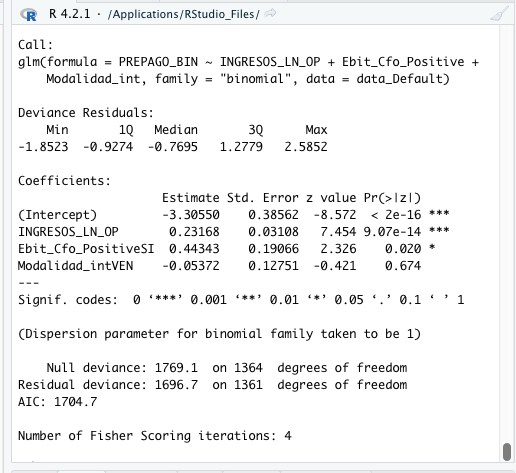 R 4.2.1 · /Applications/RStudio_Files/
Call:
glm(formula = PREPAGO_BIN ~ INGRESOS_LN_OP + Ebit_Cfo_Positive +
    Modalidad_int, family = "binomial", data = data_Default)
Deviance Residuals:
    Min      1Q  Median      3Q     Max
-1.8523 -0.9274 -0.7695  1.2779  2.5852
Coefficients:
                    Estimate Std. Error z value Pr(>|z|)
(Intercept)         -3.30550    0.38562  -8.572  < 2e-16 ***
INGRESOS_LN_OP       0.23168    0.03108   7.454 9.07e-14 ***
Ebit_Cfo_PositiveSI  0.44343    0.19066   2.326    0.020 *
Modalidad_intVEN    -0.05372    0.12751  -0.421    0.674
---
Signif. codes:  0 ‘***’ 0.001 ‘**’ 0.01 ‘*’ 0.05 ‘.’ 0.1 ‘ ’ 1
(Dispersion parameter for binomial family taken to be 1)
    Null deviance: 1769.1  on 1364  degrees of freedom
Residual deviance: 1696.7  on 1361  degrees of freedom
AIC: 1704.7
Number of Fisher Scoring iterations: 4